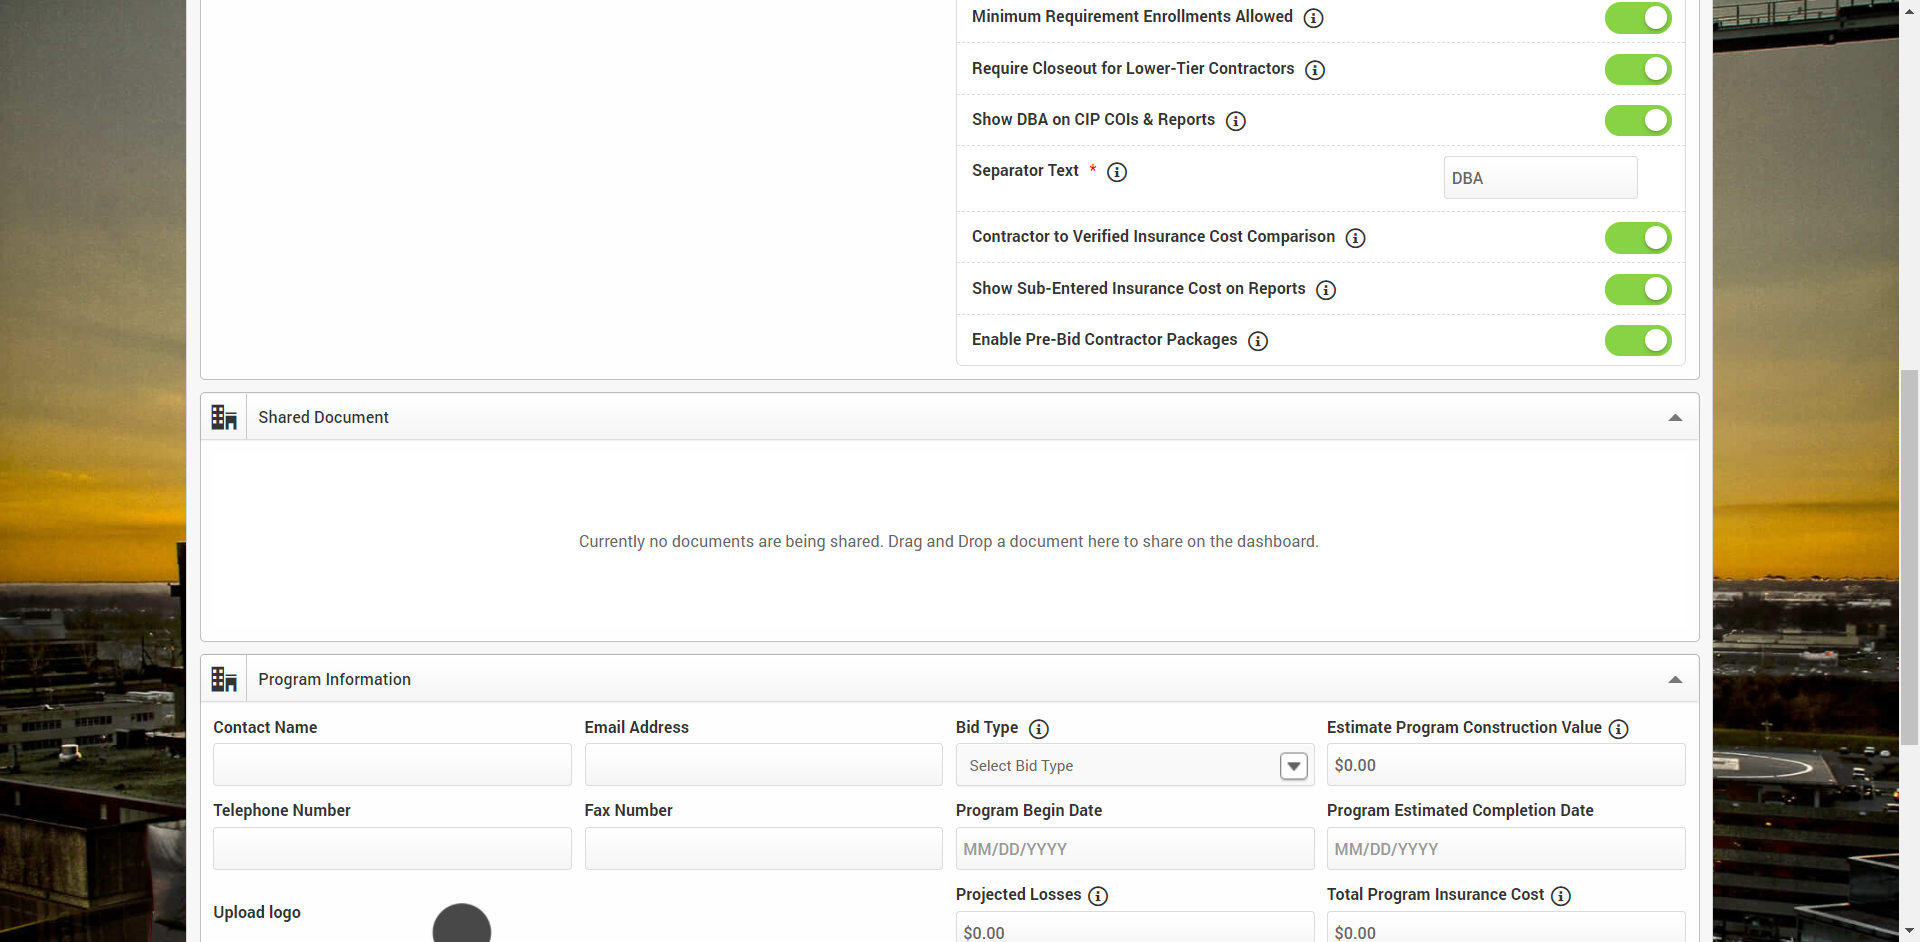 Minimum Requirement Enrollments Allowed
Require Closeout for Lower-Tier Contractors
Show DBA on CIP COIs & Reports
Separator Text *
DBA
Contractor to Verified Insurance Cost Comparison
Show Sub-Entered Insurance Cost on Reports
Enable Pre-Bid Contractor Packages
Shared Document
Currently no documents are being shared. Drag and Drop a document here to share on the dashboard.
Program Information
Contact Name
Email Address
Bid Type
Estimate Program Construction Value
Select Bid Type
$0.00
Telephone Number
Fax Number
Program Begin Date
Program Estimated Completion Date
MM/DD/YYYY
MM/DD/YYYY
Upload logo
Projected Losses
Total Program Insurance Cost
$0.00
$0.00